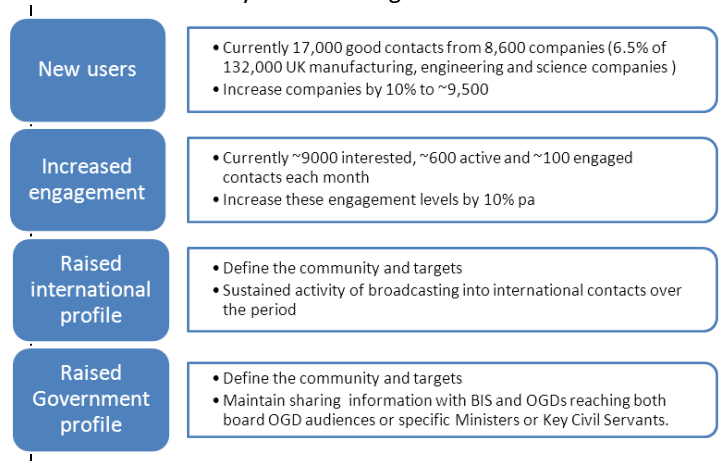 New users
• Currently 17,000 good contacts from 8,600 companies (6.5% of
132,000 UK manufacturing, engineering and science companies )
• Increase companies by 10% to ~9,500
Increased
engagement
• Currently ~9000 interested, ~600 active and ~100 engaged
contacts each month
• Increase these engagement levels by 10% pa
Raised
international
profile
• Define the community and targets
• Sustained activity of broadcasting into international contacts over
the period
Raised
Government
profile
• Define the community and targets
• Maintain sharing information with BIS and OGDs reaching both
board OGD audiences or specific Ministers or Key Civil Servants.